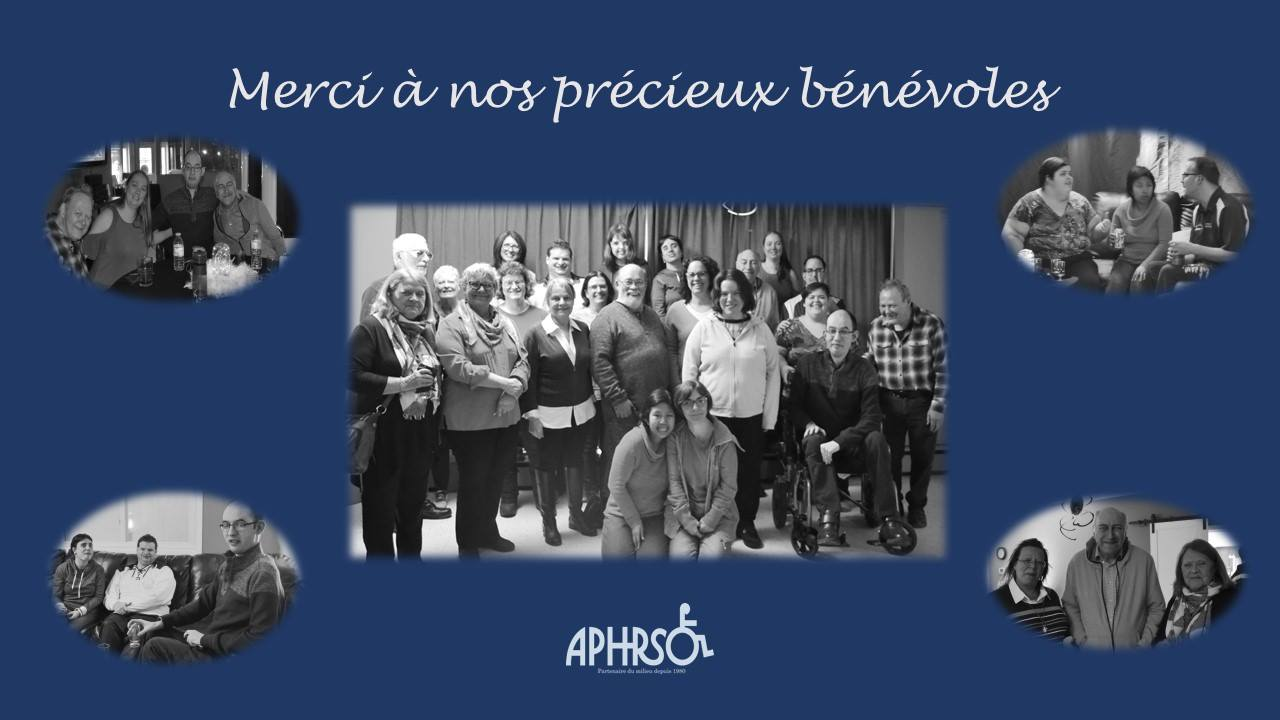 Merci à nos précieux bénévoles
APHRSO
Partenaire du milieu depuis 1980